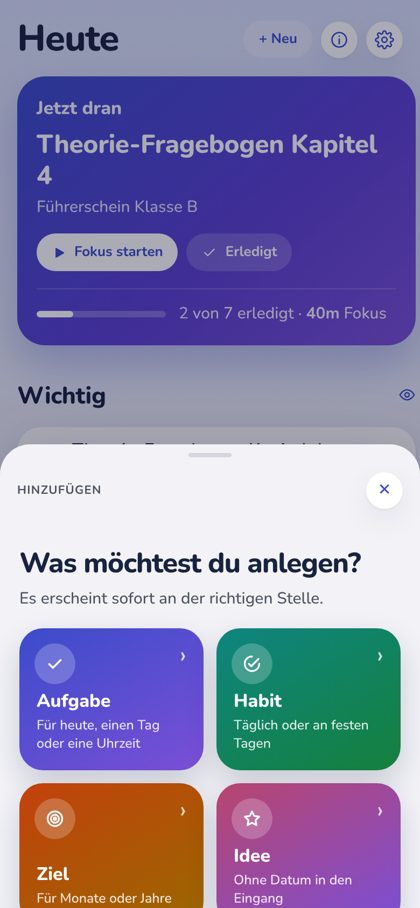 Heute
+ Neu
Jetzt dran
Theorie-Fragebogen Kapitel
4
Führerschein Klasse B
Fokus starten
Erledigt
2 von 7 erledigt · 40m Fokus
Wichtig
HINZUFÜGEN
Was möchtest du anlegen?
Es erscheint sofort an der richtigen Stelle.
Aufgabe
Für heute, einen Tag
oder eine Uhrzeit
Habit
Täglich oder an festen
Tagen
Ziel
Für Monate oder Jahre
Idee
Ohne Datum in den
Eingang